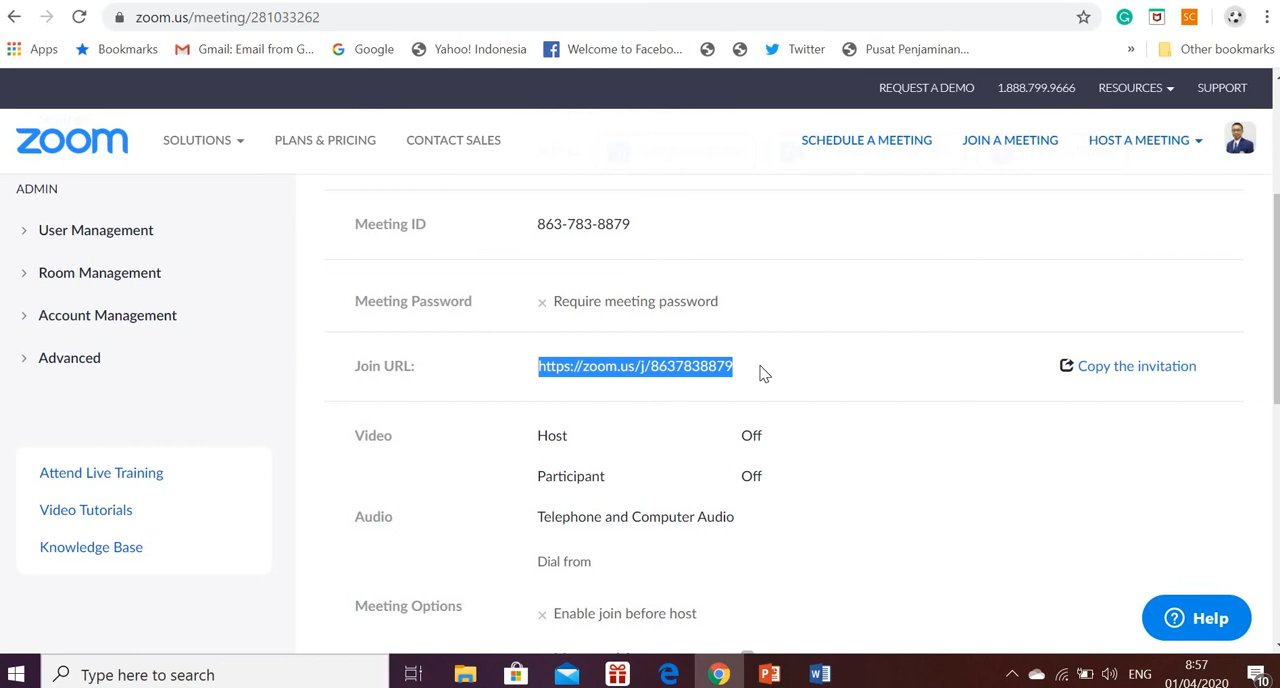 zoom.us/meeting/281033262
SC
Apps Bookmarks Gmail: Email from G... Google Yahoo! Indonesia Welcome to Facebo... Twitter Pusat Penjaminan... » Other bookmarks
REQUEST A DEMO 1.888.799.9666 RESOURCES SUPPORT
zoom SOLUTIONS PLANS & PRICING CONTACT SALES SCHEDULE A MEETING JOIN A MEETING HOST A MEETING
ADMIN
User Management
Room Management
Account Management
Advanced
Attend Live Training
Video Tutorials
Knowledge Base
Meeting ID 863-783-8879
Meeting Password × Require meeting password
Join URL: https://zoom.us/j/8637838879 Copy the invitation
Video Host Off
Participant Off
Audio Telephone and Computer Audio
Dial from
Meeting Options × Enable join before host
Help
Type here to search
ENG
8:57
01/04/2020
10